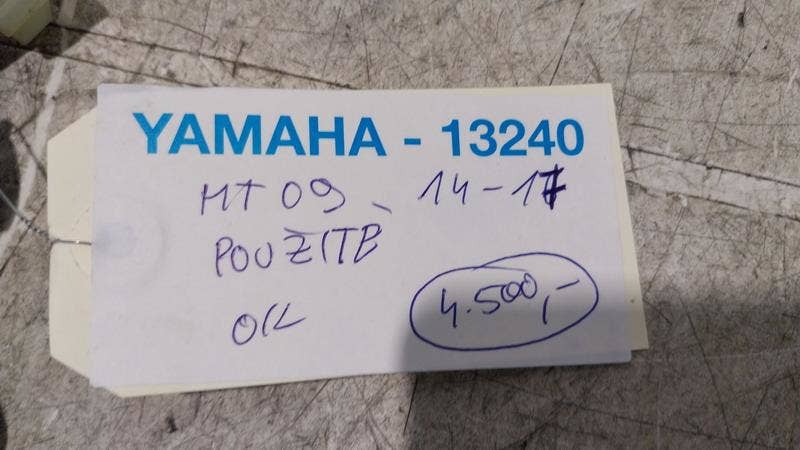 YAMAHA - 13240
MT 09 - 14-17
POUŽITÉ
OK
4.500,-